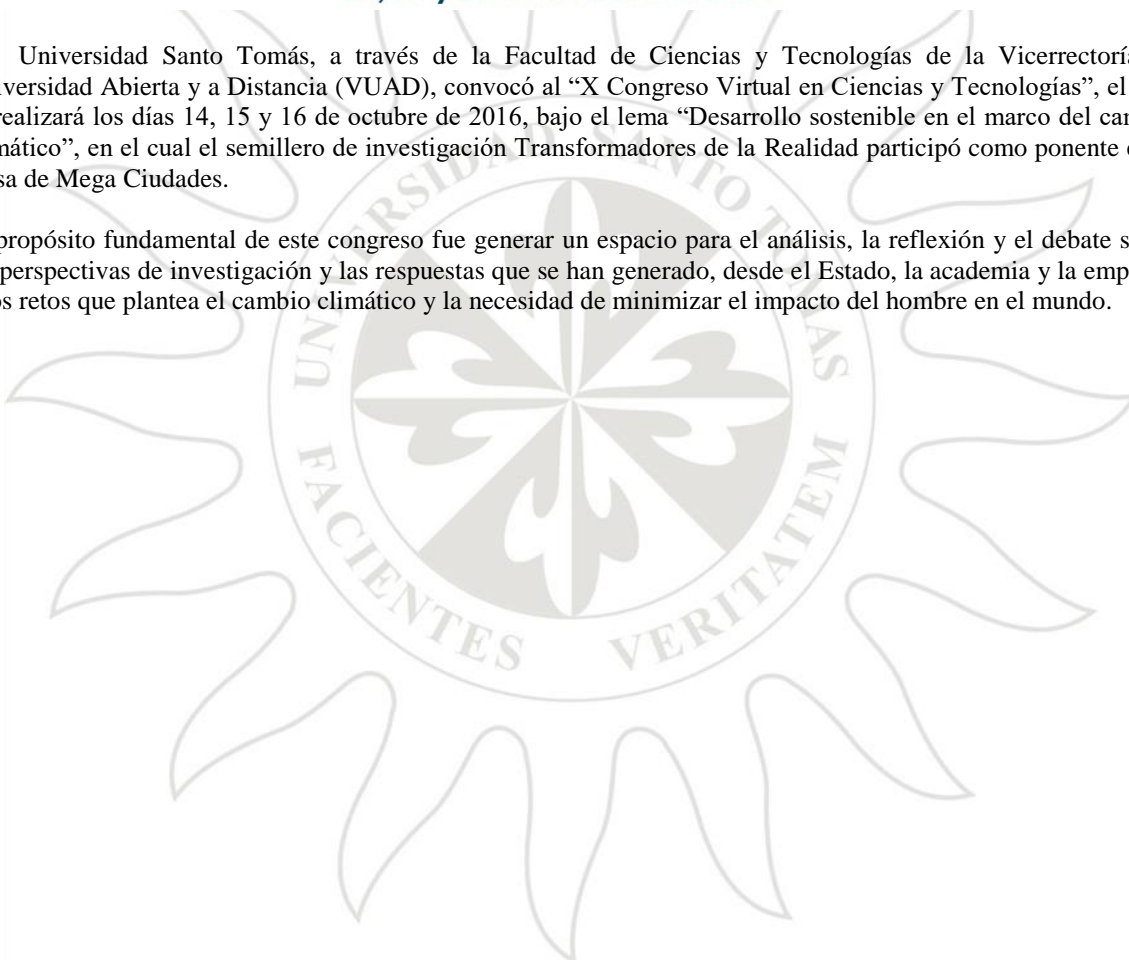 Universidad Santo Tomás, a través de la Facultad de Ciencias y Tecnologías de la Vicerrectoría
versidad Abierta y a Distancia (VUAD), convocó al “X Congreso Virtual en Ciencias y Tecnologías”, el
realizará los días 14, 15 y 16 de octubre de 2016, bajo el lema “Desarrollo sostenible en el marco del
mático”, en el cual el semillero de investigación Transformadores de la Realidad participó como ponente
sa de Mega Ciudades.
propósito fundamental de este congreso fue generar un espacio para el análisis, la reflexión y el debate
perspectivas de investigación y las respuestas que se han generado, desde el Estado, la academia y la
os retos que plantea el cambio climático y la necesidad de minimizar el impacto del hombre en el mundo.
UNIVERSIDAD SANTO TOMAS
FACIENTES VERITATEM